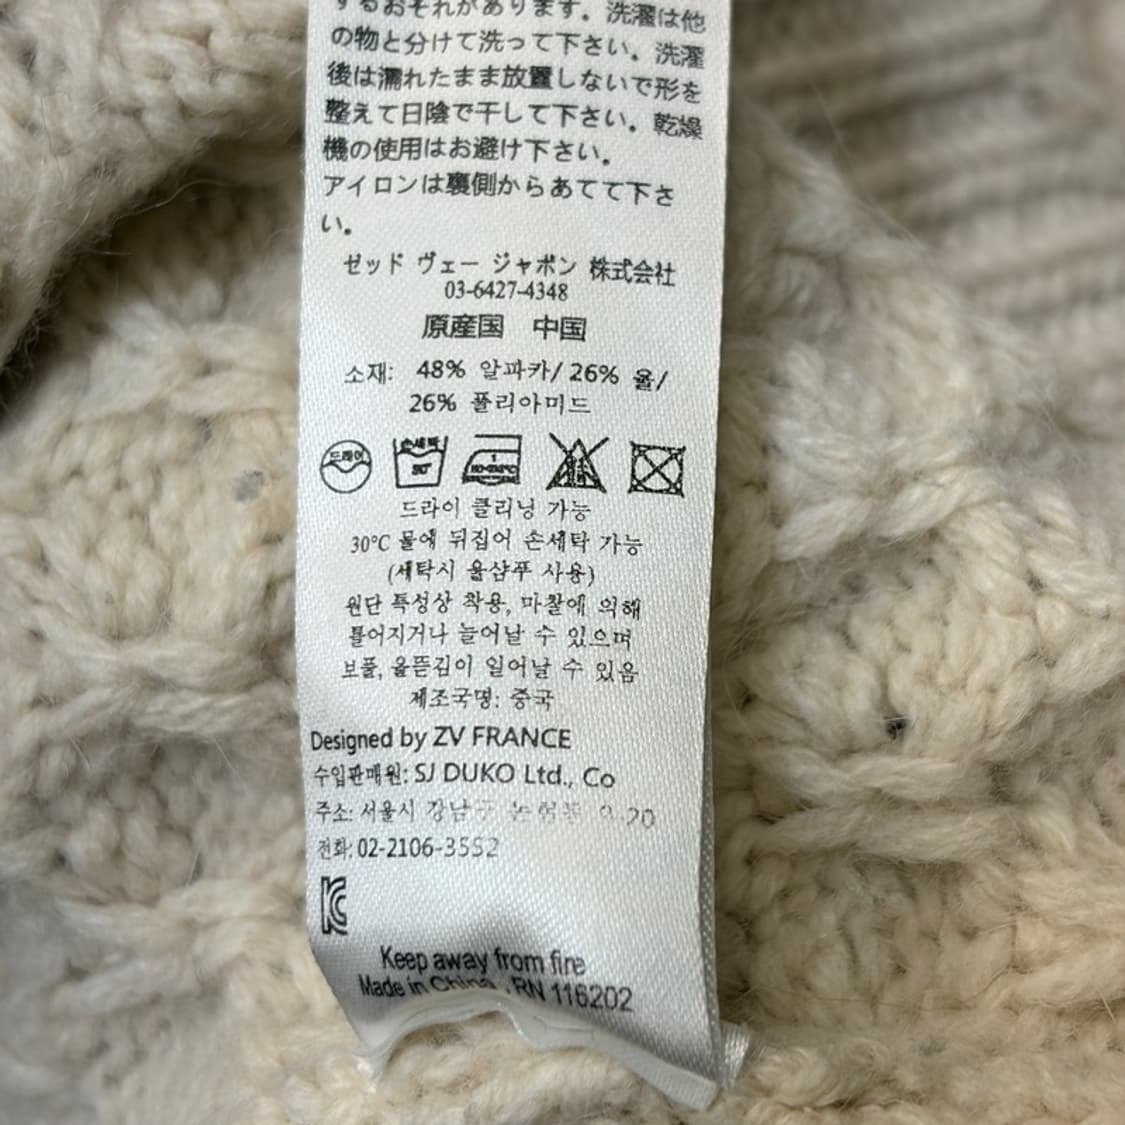 するおそれがあります。洗濯は他
の物と分けて洗って下さい。洗濯
後は濡れたまま放置しないで形を
整えて日陰で干して下さい。乾燥
機の使用はお避け下さい。
アイロンは裏側からあてて下さ
い。
ゼッド ヴェー ジャポン 株式会社
03-6427-4348
原産国 中国
소재: 48% 알파카/ 26% 울/
26% 폴리아미드
드라이 손세탁 30°
드라이 클리닝 가능
30°C 물에 뒤집어 손세탁 가능
(세탁시 울샴푸 사용)
원단 특성상 착용, 마찰에 의해
틀어지거나 늘어날 수 있으며
보풀, 올뜯김이 일어날 수 있음
제조국명: 중국
Designed by ZV FRANCE
수입판매원: SJ DUKO Ltd., Co
주소: 서울시 강남구 논현동
전화: 02-2106-3552
Keep away from fire
Made in China , RN 116202